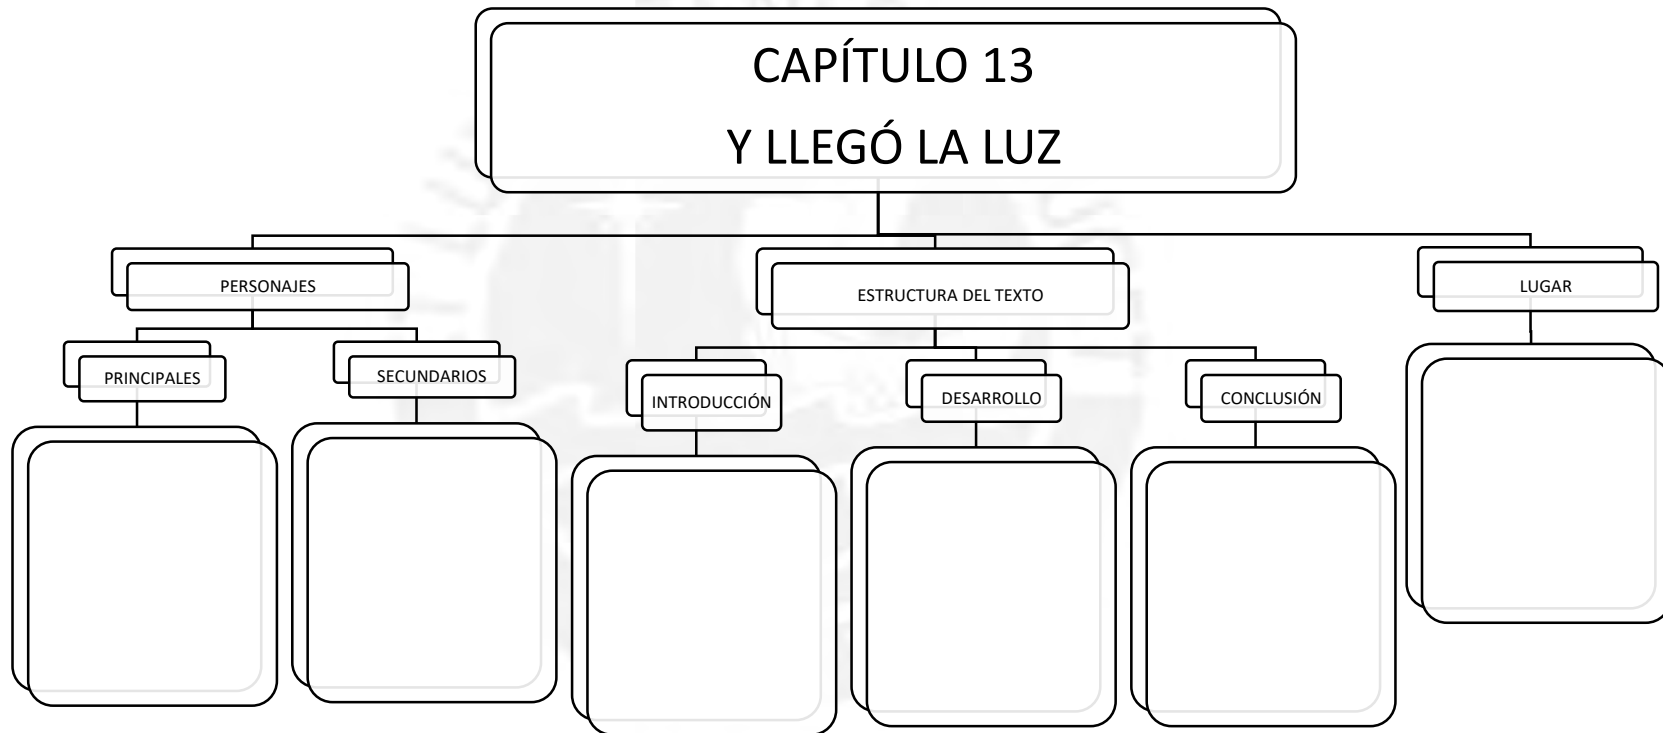 CAPÍTULO 13
Y LLEGÓ LA LUZ
PERSONAJES
ESTRUCTURA DEL TEXTO
LUGAR
PRINCIPALES
SECUNDARIOS
INTRODUCCIÓN
DESARROLLO
CONCLUSIÓN